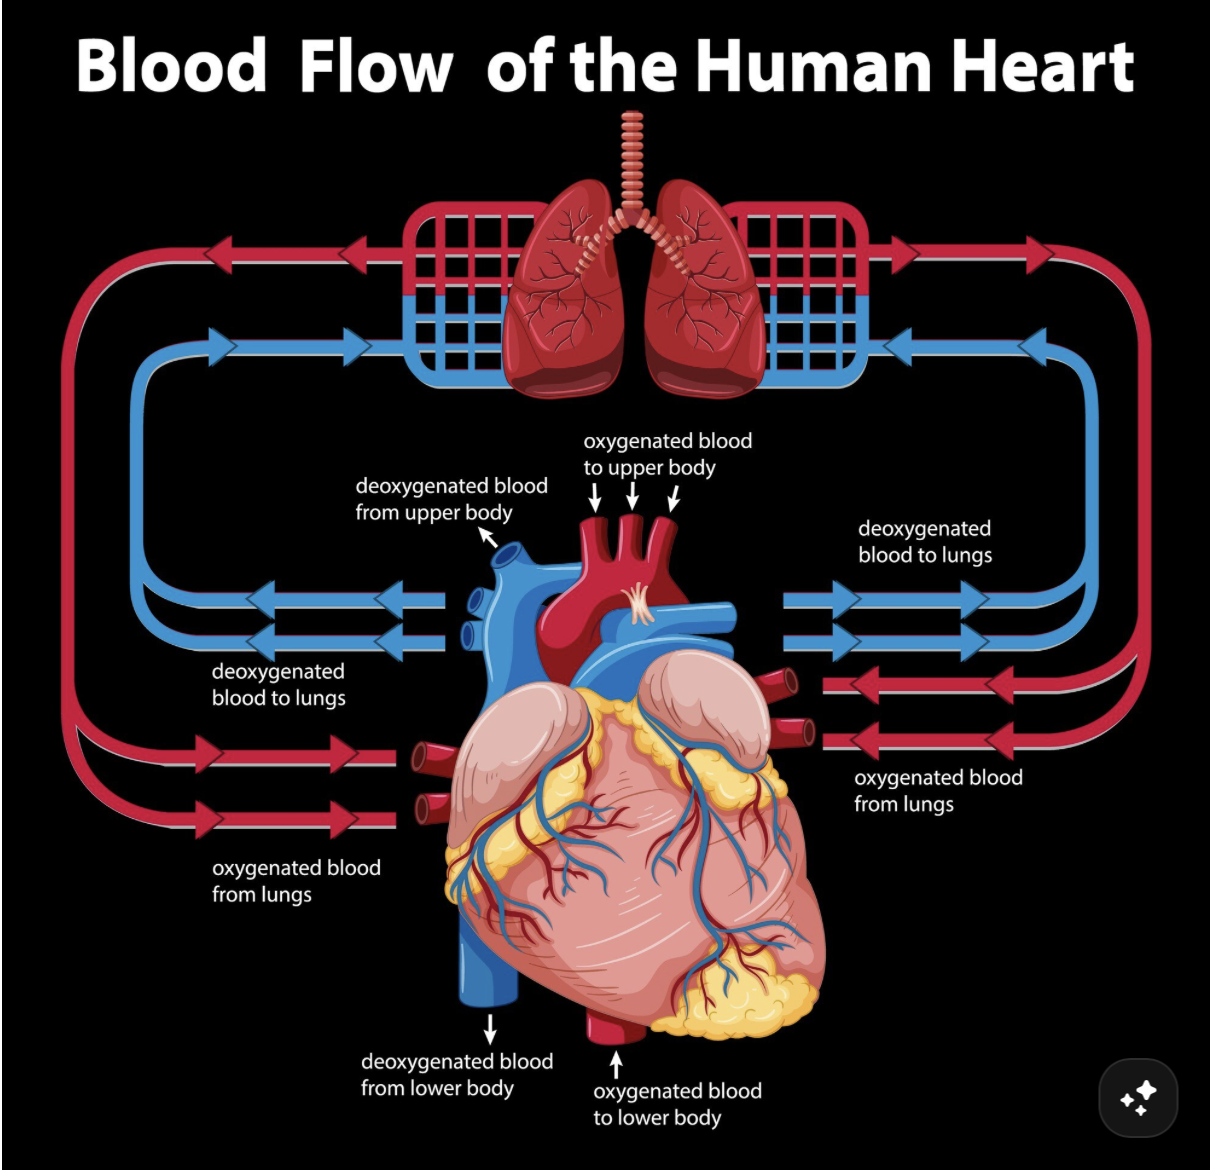 Blood Flow of the Human Heart
oxygenated blood
to upper body
deoxygenated blood
from upper body
deoxygenated
blood to lungs
deoxygenated
blood to lungs
oxygenated blood
from lungs
oxygenated blood
from lungs
deoxygenated blood
from lower body
oxygenated blood
to lower body